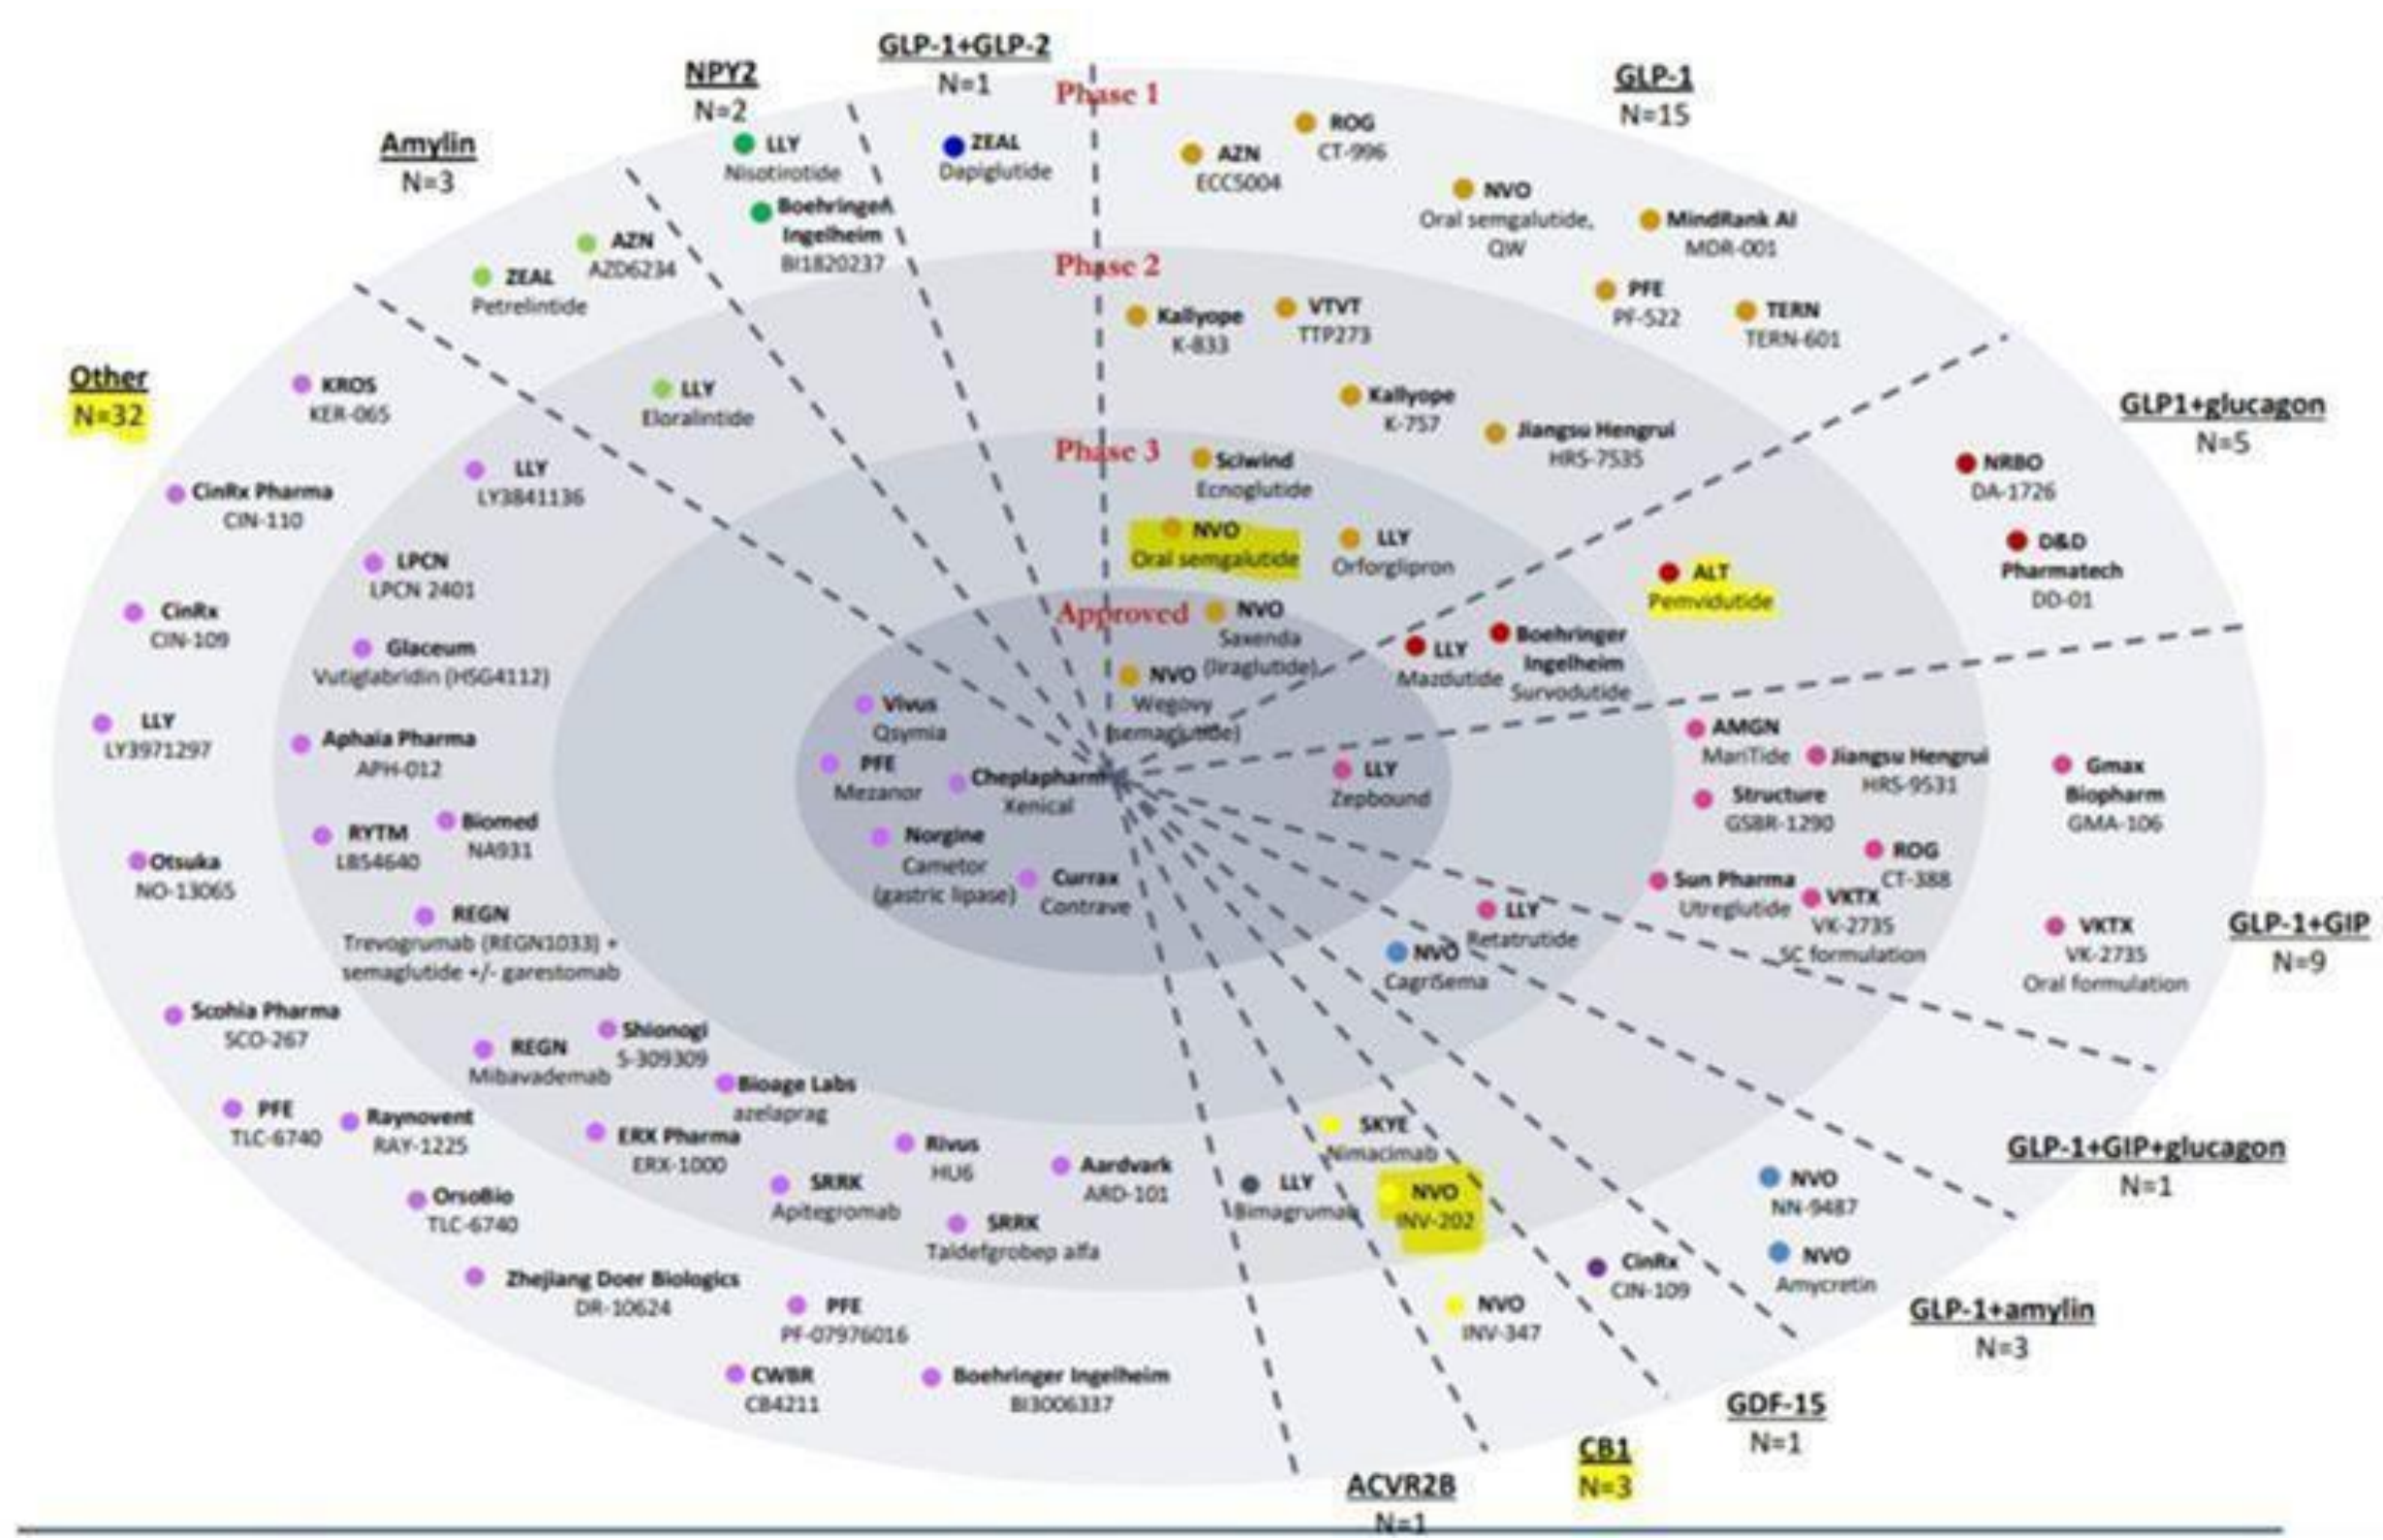 GLP-1+GLP-2
N=1
NPY2
N=2
Amylin
N=3
GLP-1
N=15
Phase 1
Phase 2
Phase 3
Approved
LLY
Nisotirotide
Boehringer
Ingelheim
BI1820237
ZEAL
Dapiglutide
AZN
ECC5004
ROG
CT-996
NVO
Oral semgalutide,
QW
MindRank AI
MDR-001
PFE
PF-522
TERN
TERN-601
Kallyope
K-833
VTVT
TTP273
Kallyope
K-757
Jiangsu Hengrui
HRS-7535
Sciwind
Ecnoglutide
NVO
Oral semgalutide
LLY
Orforglipron
NVO
Saxenda
(liraglutide)
NVO
Wegovy
(semaglutide)
AZN
AZD6234
ZEAL
Petrelintide
LLY
Eloralintide
GLP1+glucagon
N=5
NRBO
DA-1726
D&D
Pharmatech
DD-01
ALT
Pemvidutide
LLY
Mazdutide
Boehringer
Ingelheim
Survodutide
Other
N=32
KROS
KER-065
CinRx Pharma
CIN-110
LLY
LY3841136
LPCN
LPCN 2401
CinRx
CIN-109
Glaceum
Vutiglabridin (HSG4112)
LLY
LY3971297
Aphaia Pharma
APH-012
Biomed
NA931
RYTM
LB54640
Otsuka
NO-13065
REGN
Trevogrumab (REGN1033) +
semaglutide +/- garestomab
Scohia Pharma
SCO-267
REGN
Mibavademab
Shionogi
S-309309
Bioage Labs
azelaprag
PFE
TLC-6740
Raynovent
RAY-1225
ERX Pharma
ERX-1000
Rivus
HU6
Aardvark
ARD-101
OrsoBio
TLC-6740
SRRK
Apitegromab
SRRK
Taldefgrobep alfa
Zhejiang Doer Biologics
DR-10624
PFE
PF-07976016
CWBR
CB4211
Boehringer Ingelheim
BI3006337
Vivus
Qsymia
PFE
Mezanor
Cheplapharm
Xenical
Norgine
Cametor
(gastric lipase)
Currax
Contrave
LLY
Zepbound
AMGN
MariTide
Jiangsu Hengrui
HRS-9531
Structure
GSBR-1290
ROG
CT-388
Sun Pharma
Utreglutide
VKTX
VK-2735
SC formulation
Gmax
Biopharm
GMA-106
VKTX
VK-2735
Oral formulation
GLP-1+GIP
N=9
LLY
Retatrutide
NVO
CagriSema
GLP-1+GIP+glucagon
N=1
NVO
NN-9487
NVO
Amycretin
GLP-1+amylin
N=3
CinRx
CIN-109
GDF-15
N=1
SKYE
Nimacimab
NVO
INV-202
NVO
INV-347
CB1
N=3
LLY
Bimagrumab
ACVR2B
N=1